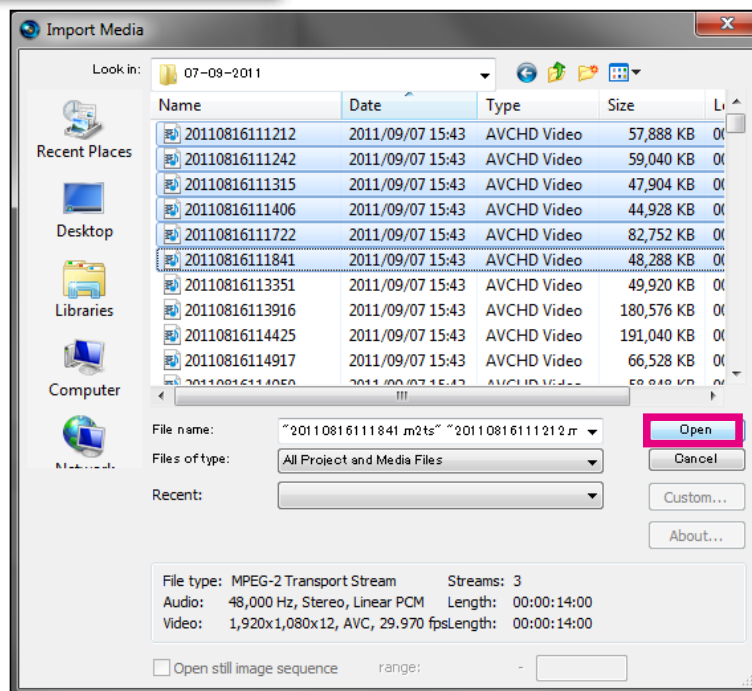 Import Media
Look in: 07-09-2011
Name Date Type Size
20110816111212 2011/09/07 15:43 AVCHD Video 57,888 KB
20110816111242 2011/09/07 15:43 AVCHD Video 59,040 KB
20110816111315 2011/09/07 15:43 AVCHD Video 47,904 KB
20110816111406 2011/09/07 15:43 AVCHD Video 44,928 KB
20110816111722 2011/09/07 15:43 AVCHD Video 82,752 KB
20110816111841 2011/09/07 15:43 AVCHD Video 48,288 KB
20110816113351 2011/09/07 15:43 AVCHD Video 49,920 KB
20110816113916 2011/09/07 15:43 AVCHD Video 180,576 KB
20110816114425 2011/09/07 15:43 AVCHD Video 191,040 KB
20110816114917 2011/09/07 15:43 AVCHD Video 66,528 KB
Recent Places
Desktop
Libraries
Computer
File name: "20110816111841.m2ts" "20110816111212.m Open
Files of type: All Project and Media Files Cancel
Recent: Custom...
About...
File type: MPEG-2 Transport Stream Streams: 3
Audio: 48,000 Hz, Stereo, Linear PCM Length: 00:00:14:00
Video: 1,920x1,080x12, AVC, 29.970 fps Length: 00:00:14:00
Open still image sequence range: -